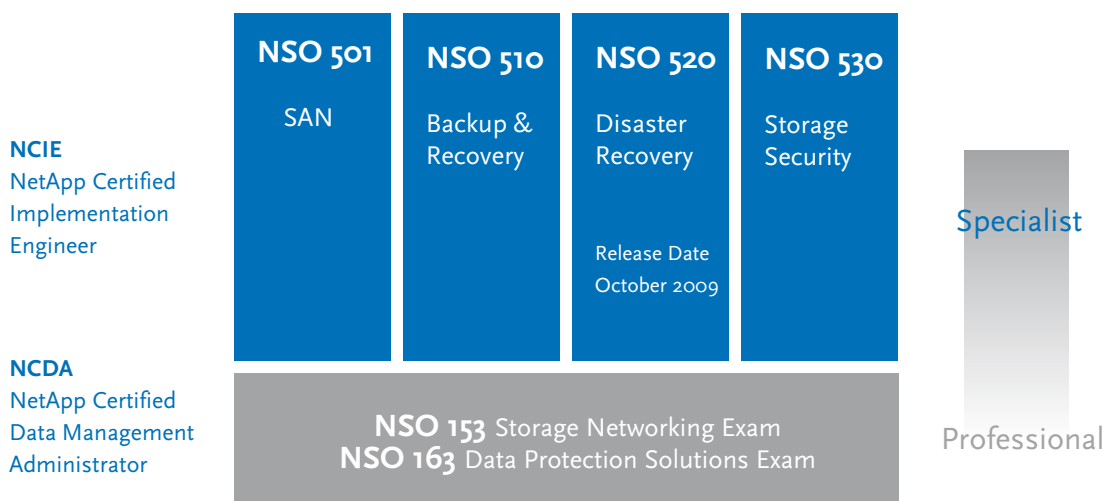 NSO 501
SAN
NSO 510
Backup &
Recovery
NSO 520
Disaster
Recovery
Release Date
October 2009
NSO 530
Storage
Security
NCIE
NetApp Certified
Implementation
Engineer
Specialist
NCDA
NetApp Certified
Data Management
Administrator
NSO 153 Storage Networking Exam
NSO 163 Data Protection Solutions Exam
Professional